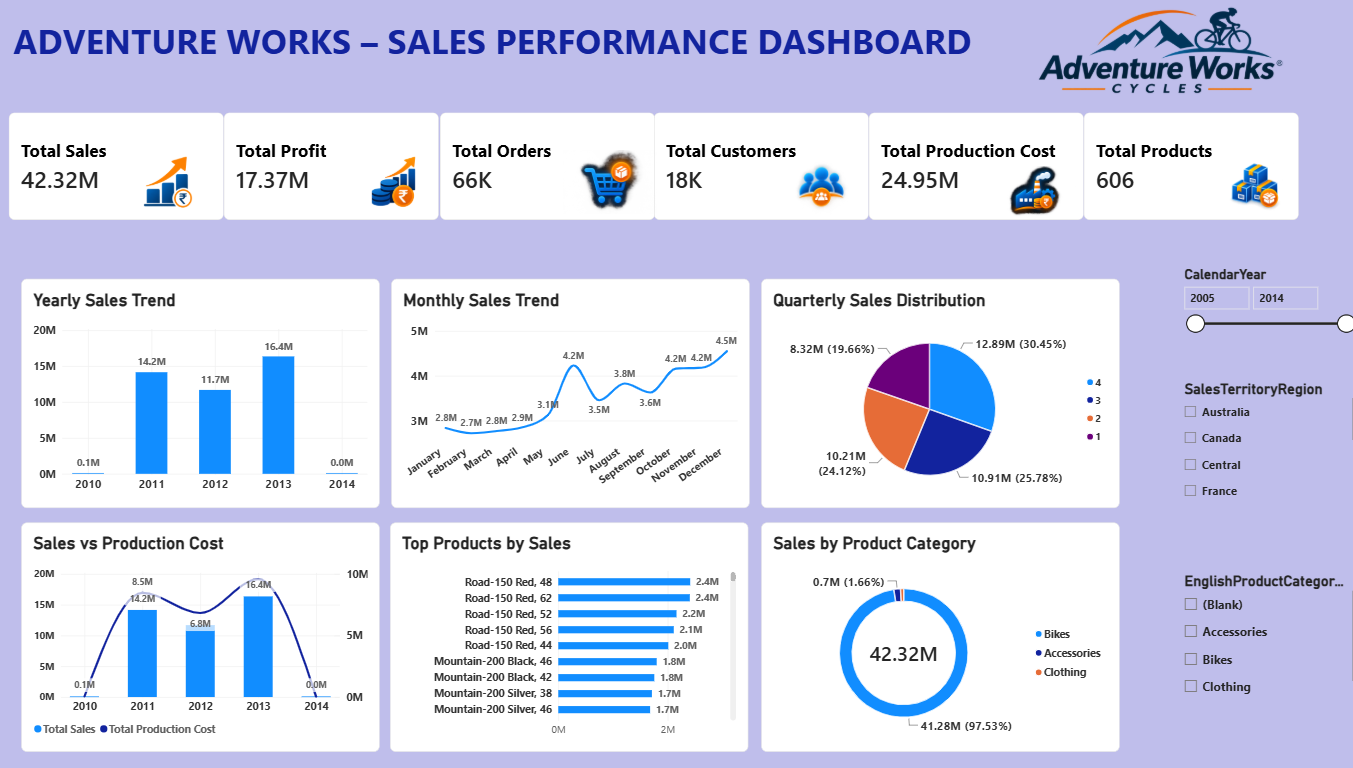 ADVENTURE WORKS – SALES PERFORMANCE DASHBOARD
Adventure Works®
CYCLES
Total Sales
42.32M
₹
Total Profit
17.37M
₹
Total Orders
66K
Total Customers
18K
Total Production Cost
24.95M
₹
Total Products
606
CalendarYear
2005 2014
SalesTerritoryRegion
Australia
Canada
Central
France
EnglishProductCategor...
(Blank)
Accessories
Bikes
Clothing
Yearly Sales Trend
20M
15M
10M
5M
0M
0.1M
14.2M
11.7M
16.4M
0.0M
2010 2011 2012 2013 2014
Monthly Sales Trend
5M
4M
3M
2.8M 2.7M 2.8M 2.9M 3.1M 4.2M 3.5M 3.8M 3.6M 4.2M 4.2M 4.5M
January February March April May June July August September October November December
Quarterly Sales Distribution
8.32M (19.66%)
12.89M (30.45%)
10.21M
(24.12%)
10.91M (25.78%)
4
3
2
1
Sales vs Production Cost
20M
15M
10M
5M
0M
10M
5M
0M
0.1M
8.5M
14.2M
6.8M
16.4M
0.0M
2010 2011 2012 2013 2014
Total Sales Total Production Cost
Top Products by Sales
Road-150 Red, 48 2.4M
Road-150 Red, 62 2.4M
Road-150 Red, 52 2.2M
Road-150 Red, 56 2.1M
Road-150 Red, 44 2.0M
Mountain-200 Black, 46 1.8M
Mountain-200 Black, 42 1.8M
Mountain-200 Silver, 38 1.7M
Mountain-200 Silver, 46 1.7M
0M 2M
Sales by Product Category
0.7M (1.66%)
42.32M
41.28M (97.53%)
Bikes
Accessories
Clothing